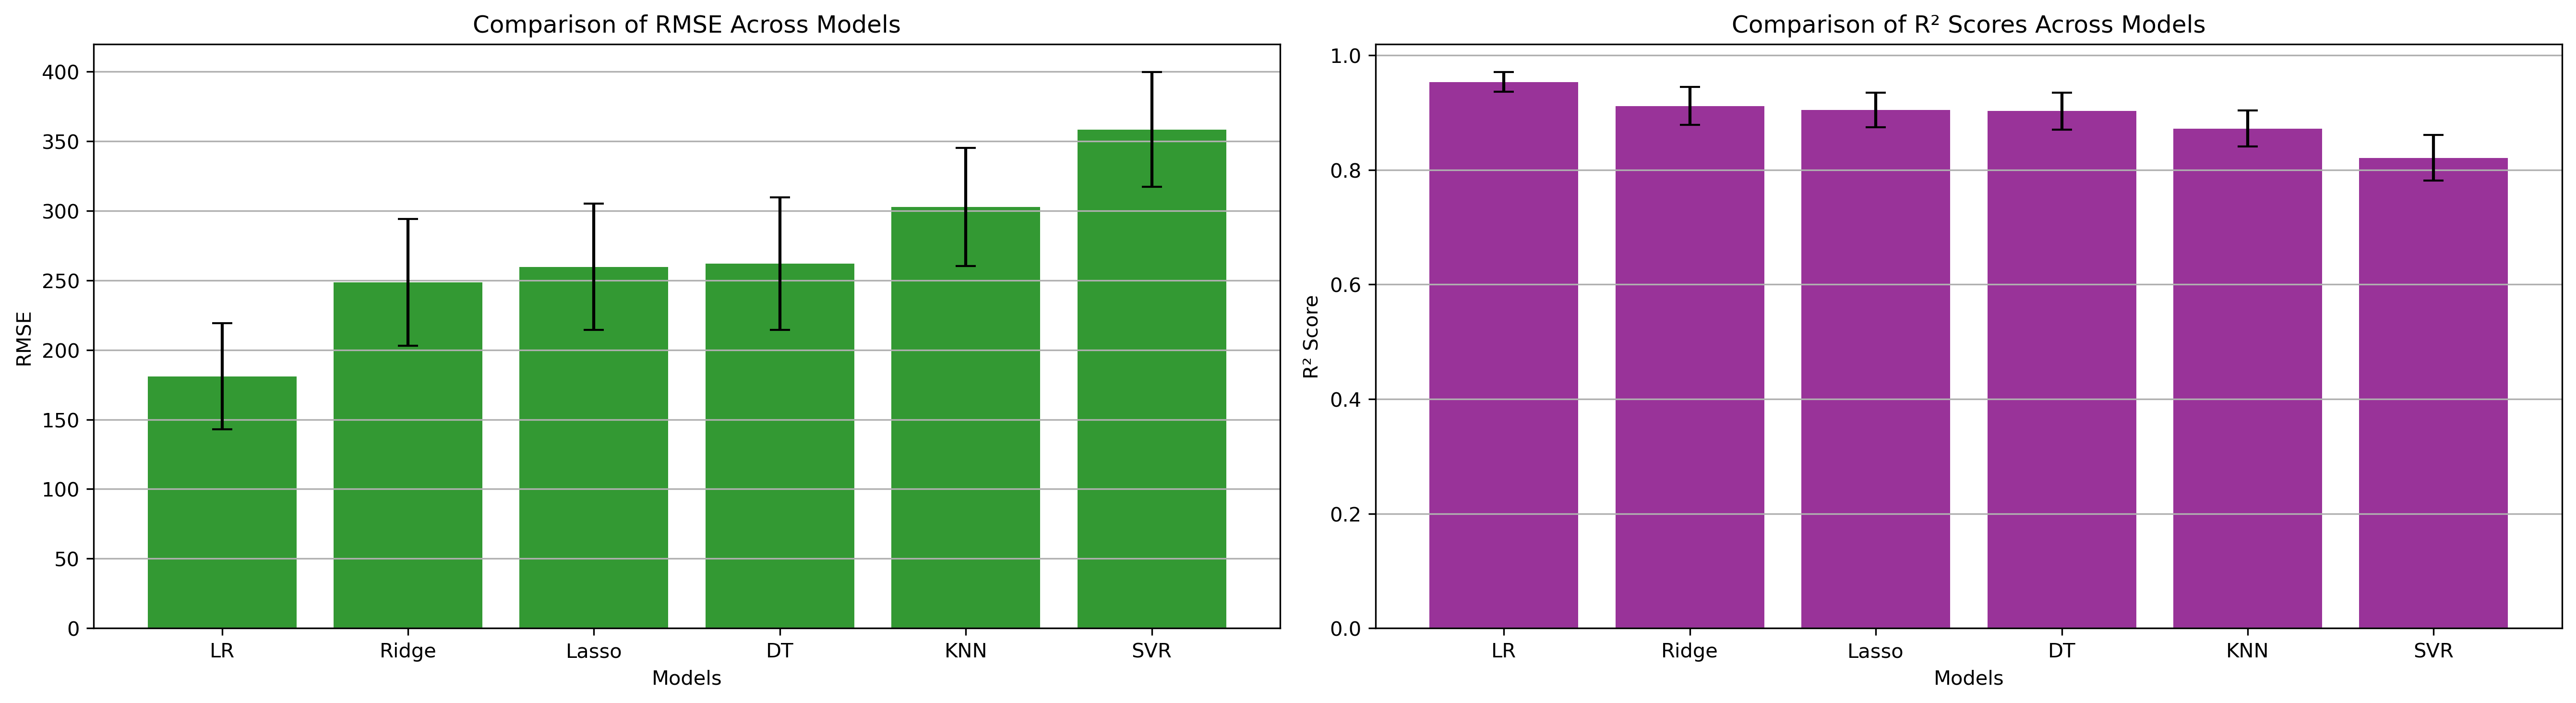 Comparison of RMSE Across Models
400
350
300
250
200
150
100
50
0
RMSE
LR Ridge Lasso DT KNN SVR
Models
Comparison of R² Scores Across Models
1.0
0.8
0.6
0.4
0.2
0.0
R² Score
LR Ridge Lasso DT KNN SVR
Models